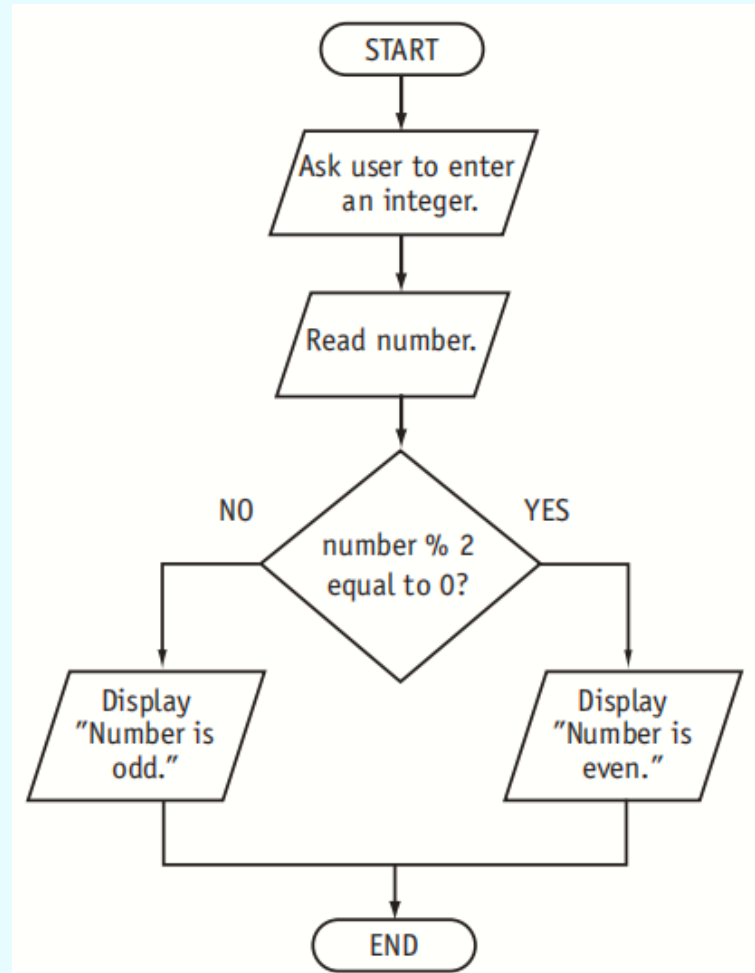 START
Ask user to enter
an integer.
Read number.
NO
YES
number % 2
equal to 0?
Display
"Number is
odd."
Display
"Number is
even."
END